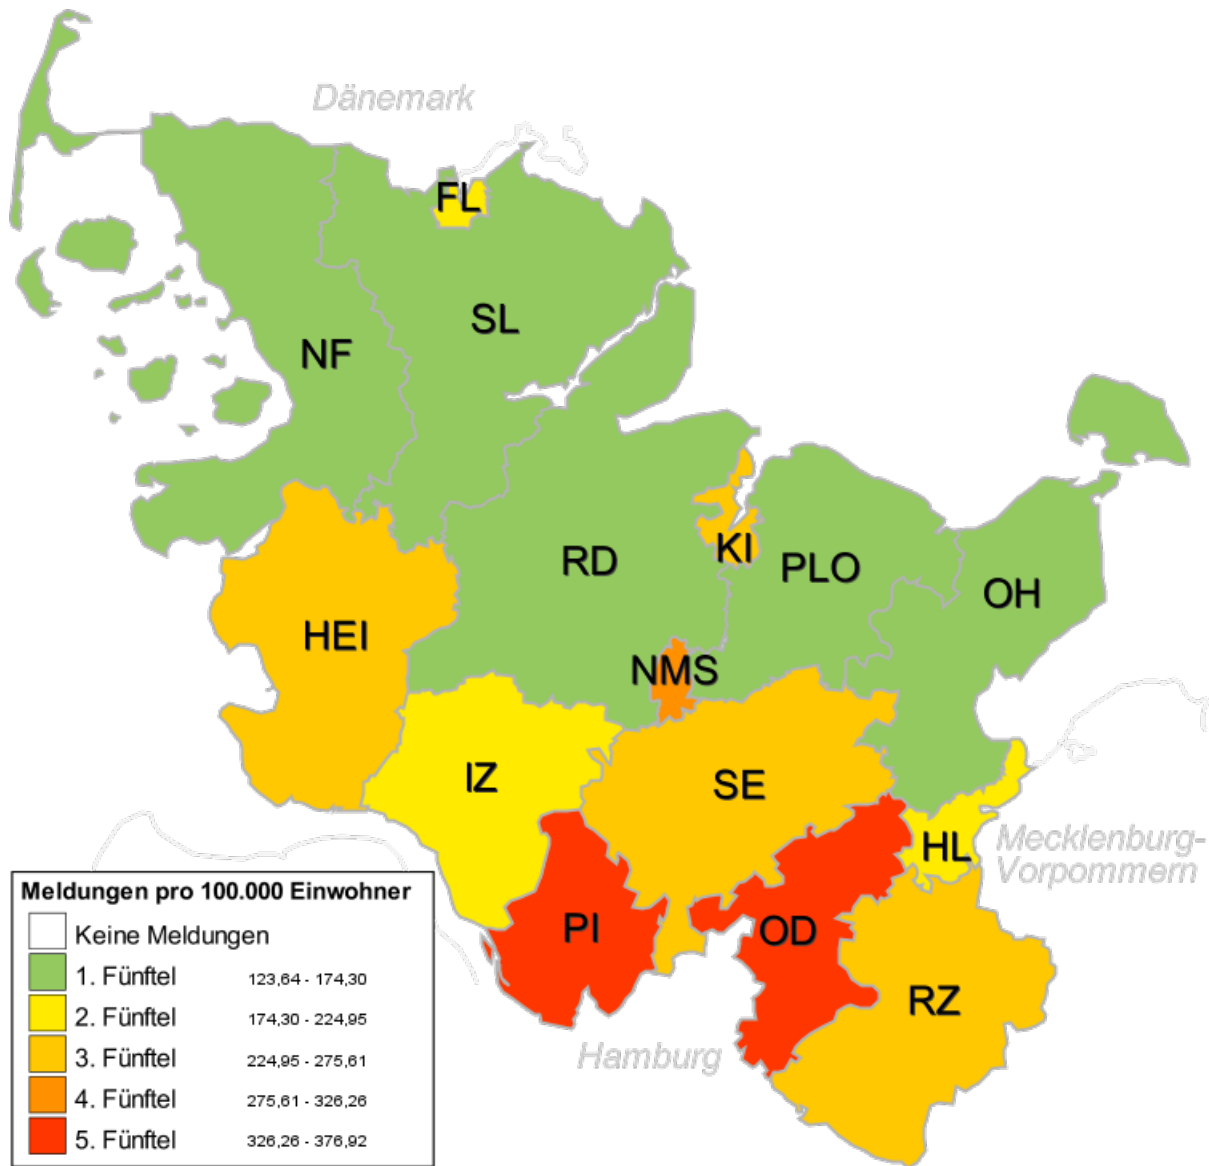 Dänemark
FL
SL
NF
RD
KI
PLO
OH
HEI
NMS
IZ
SE
HL
Mecklenburg-
Vorpommern
PI
OD
RZ
Hamburg
Meldungen pro 100.000 Einwohner
Keine Meldungen
1. Fünftel 123,64 - 174,30
2. Fünftel 174,30 - 224,95
3. Fünftel 224,95 - 275,61
4. Fünftel 275,61 - 326,26
5. Fünftel 326,26 - 376,92